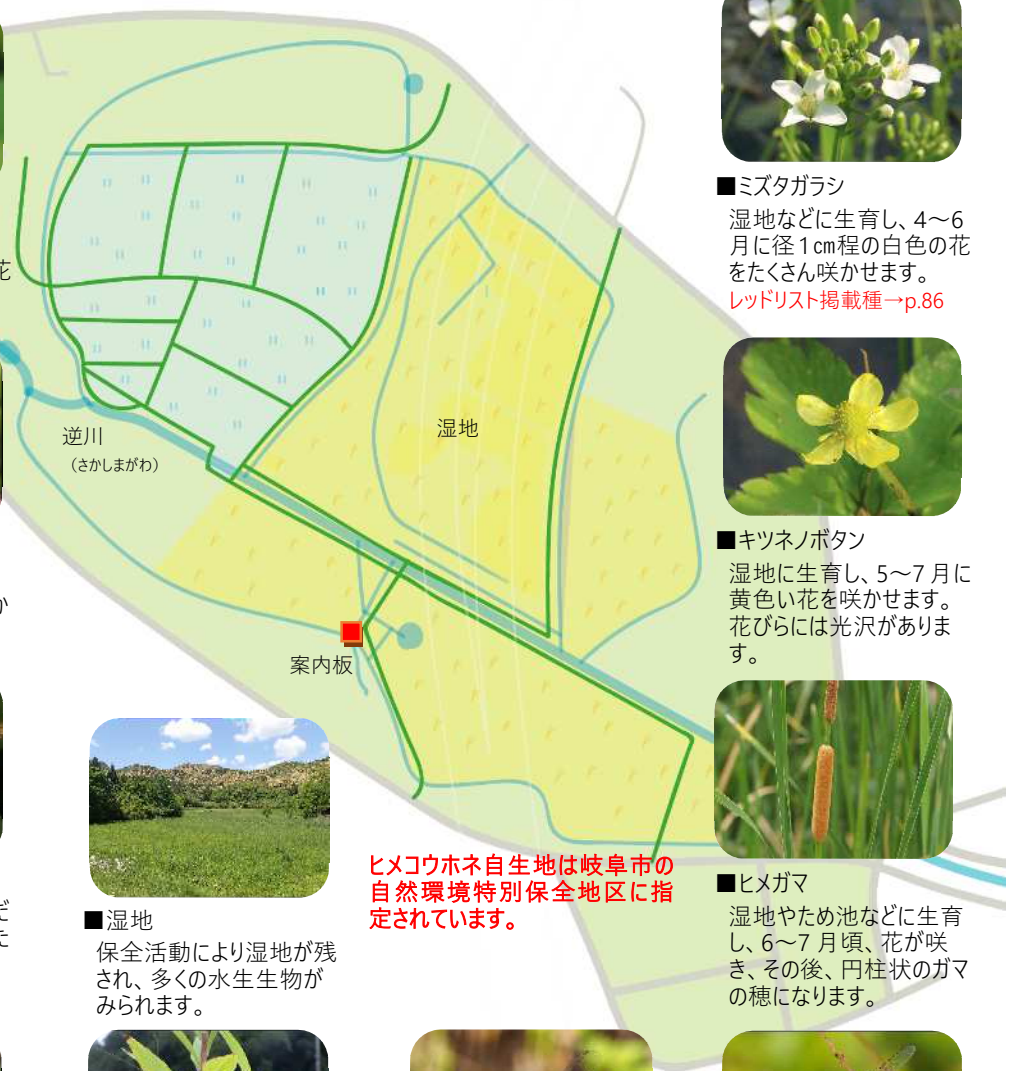 ■ミズタガラシ
湿地などに生育し、4～6
月に径１㎝程の白色の花
をたくさん咲かせます。
レッドリスト掲載種→p.86
花
逆川
（さかしまがわ）
湿地
■キツネノボタン
湿地に生育し、5～7 月に
黄色い花を咲かせます。
花びらには光沢がありま
す。
か
案内板
■ヒメガマ
湿地やため池などに生育
し、6～7 月頃、花が咲
き、その後、円柱状のガマ
の穂になります。
ヒメコウホネ自生地は岐阜市の
自然環境特別保全地区に指
定されています。
だ
た
■湿地
保全活動により湿地が残
され、多くの水生生物が
みられます。